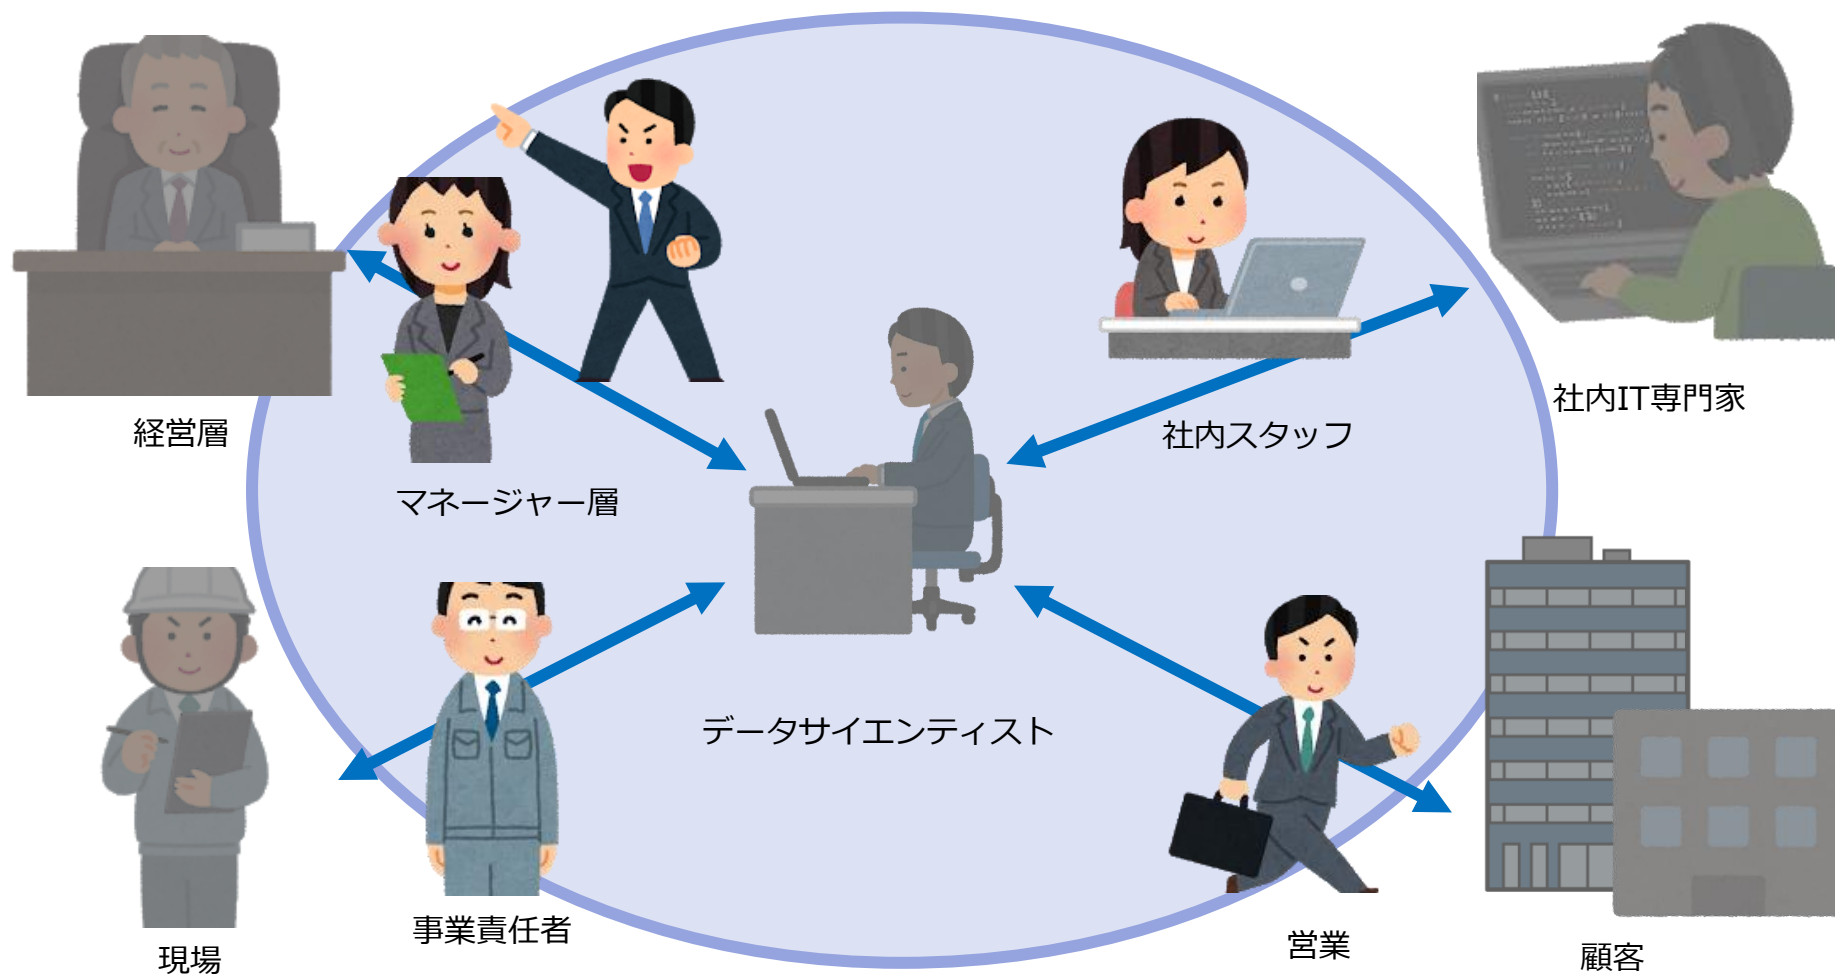 社内IT専門家
経営層
社内スタッフ
マネージャー層
データサイエンティスト
事業責任者
営業
現場
顧客